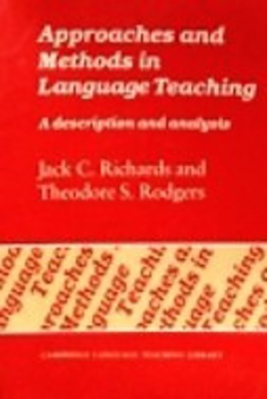 Approaches and
Methods in
Language Teaching
A description and analysis
Jack C. Richards and
Theodore S. Rodgers
CAMBRIDGE LANGUAGE TEACHING LIBRARY